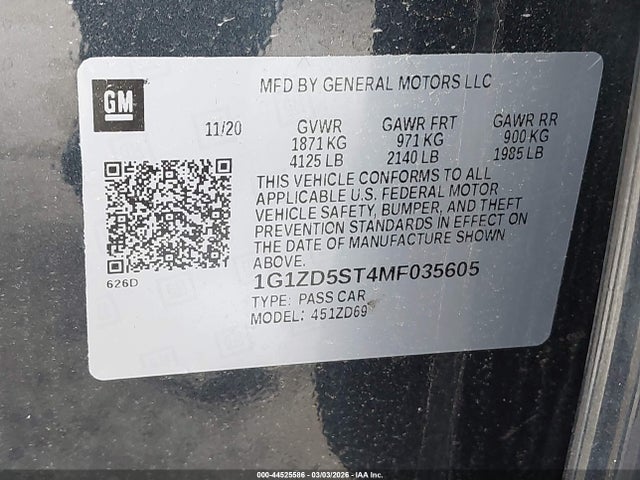 GM
MFD BY GENERAL MOTORS LLC
11/20 GVWR GAWR FRT GAWR RR
1871 KG 971 KG 900 KG
4125 LB 2140 LB 1985 LB
THIS VEHICLE CONFORMS TO ALL
APPLICABLE U.S. FEDERAL MOTOR
VEHICLE SAFETY, BUMPER, AND THEFT
PREVENTION STANDARDS IN EFFECT ON
THE DATE OF MANUFACTURE SHOWN
ABOVE.
626D
1G1ZD5ST4MF035605
TYPE: PASS CAR
MODEL: 451ZD69
000-44525586 - 03/03/2026 - IAA Inc.